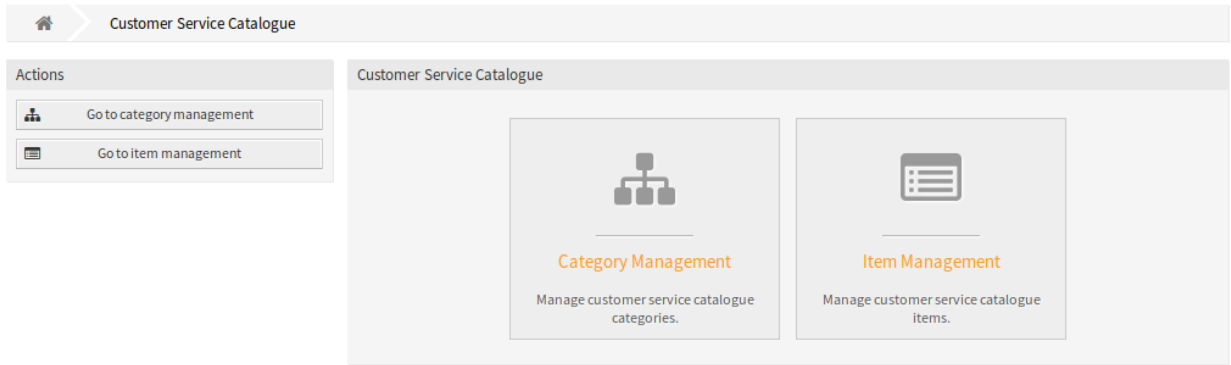 Customer Service Catalogue
Actions
Go to category management
Go to item management
Customer Service Catalogue
Category Management
Manage customer service catalogue
categories.
Item Management
Manage customer service catalogue
items.